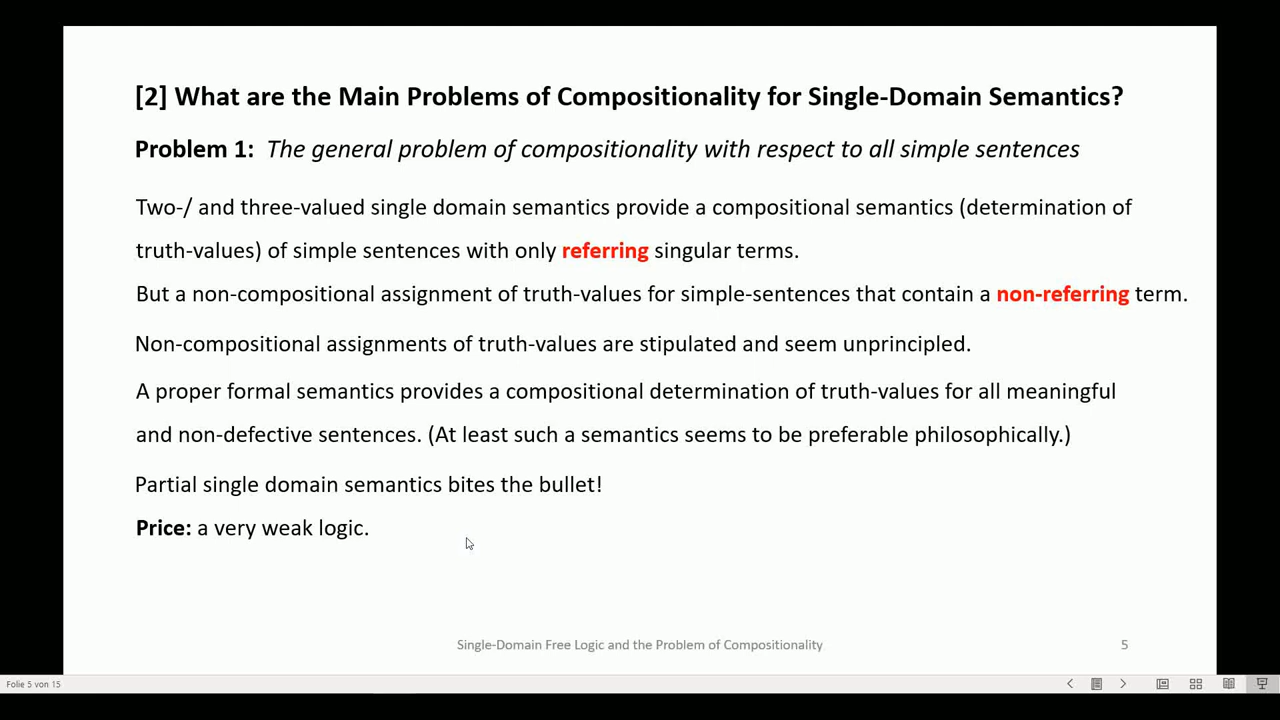 [2] What are the Main Problems of Compositionality for Single-Domain Semantics?
Problem 1: The general problem of compositionality with respect to all simple sentences
Two-/ and three-valued single domain semantics provide a compositional semantics (determination of
truth-values) of simple sentences with only referring singular terms.
But a non-compositional assignment of truth-values for simple-sentences that contain a non-referring term.
Non-compositional assignments of truth-values are stipulated and seem unprincipled.
A proper formal semantics provides a compositional determination of truth-values for all meaningful
and non-defective sentences. (At least such a semantics seems to be preferable philosophically.)
Partial single domain semantics bites the bullet!
Price: a very weak logic.
Single-Domain Free Logic and the Problem of Compositionality 5
Folie 5 von 15